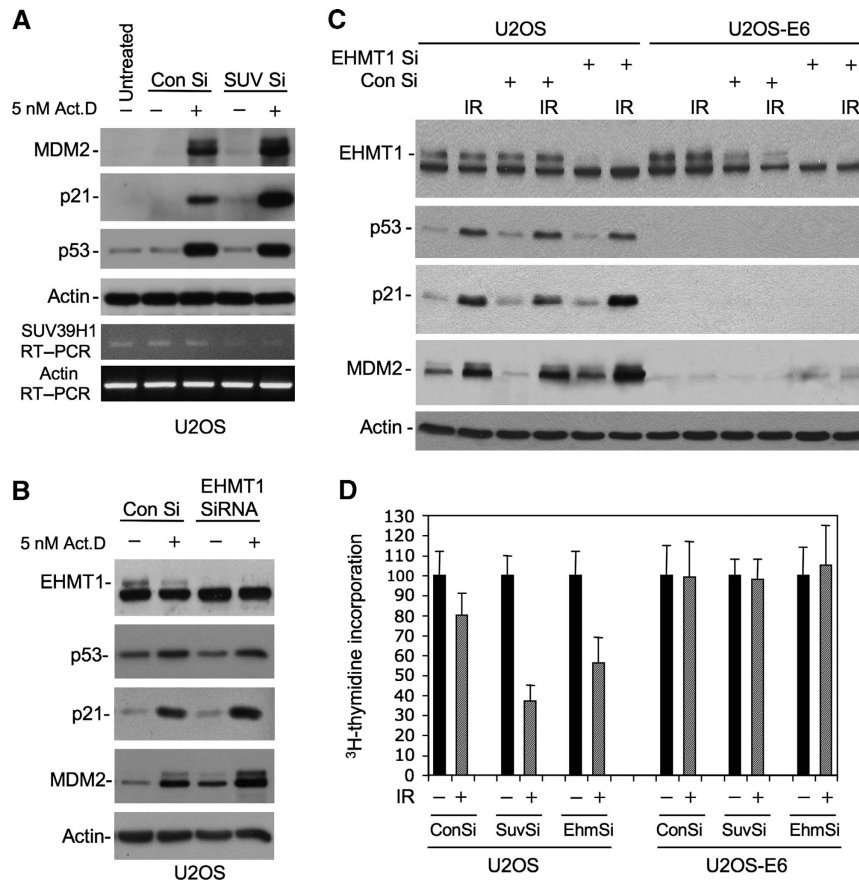 A
Untreated
Con Si SUV Si
5 nM Act.D – – + – +
MDM2
p21
p53
Actin
SUV39H1
RT–PCR
Actin
RT–PCR
U2OS
B
Con Si EHMT1 SiRNA
5 nM Act.D – + – +
EHMT1
p53
p21
MDM2
Actin
U2OS
C
U2OS U2OS-E6
EHMT1 Si + + + +
Con Si + + + +
IR IR IR IR IR IR
EHMT1
p53
p21
MDM2
Actin
D
³H-thymidine incorporation
130
120
110
100
90
80
70
60
50
40
30
20
10
0
IR – + – + – + – + – + – +
ConSi SuvSi EhmSi ConSi SuvSi EhmSi
U2OS U2OS-E6